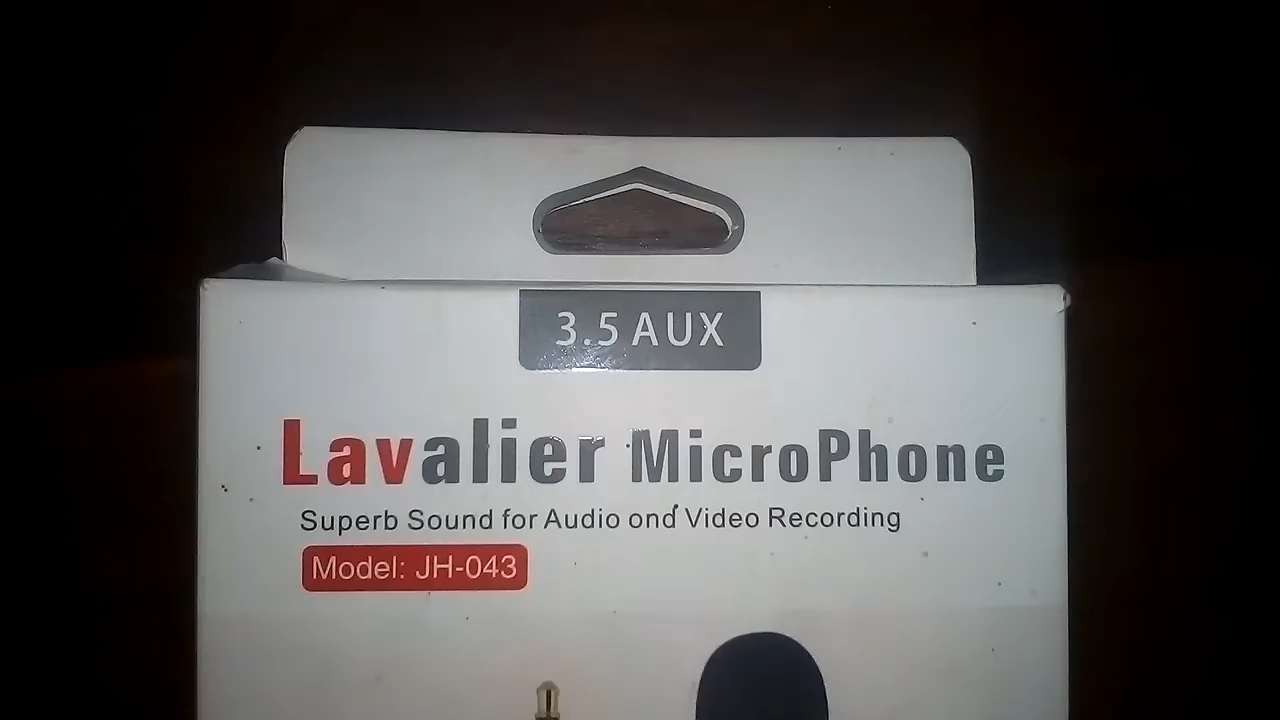 3.5 AUX
Lavalier MicroPhone
Superb Sound for Audio ond Video Recording
Model: JH-043